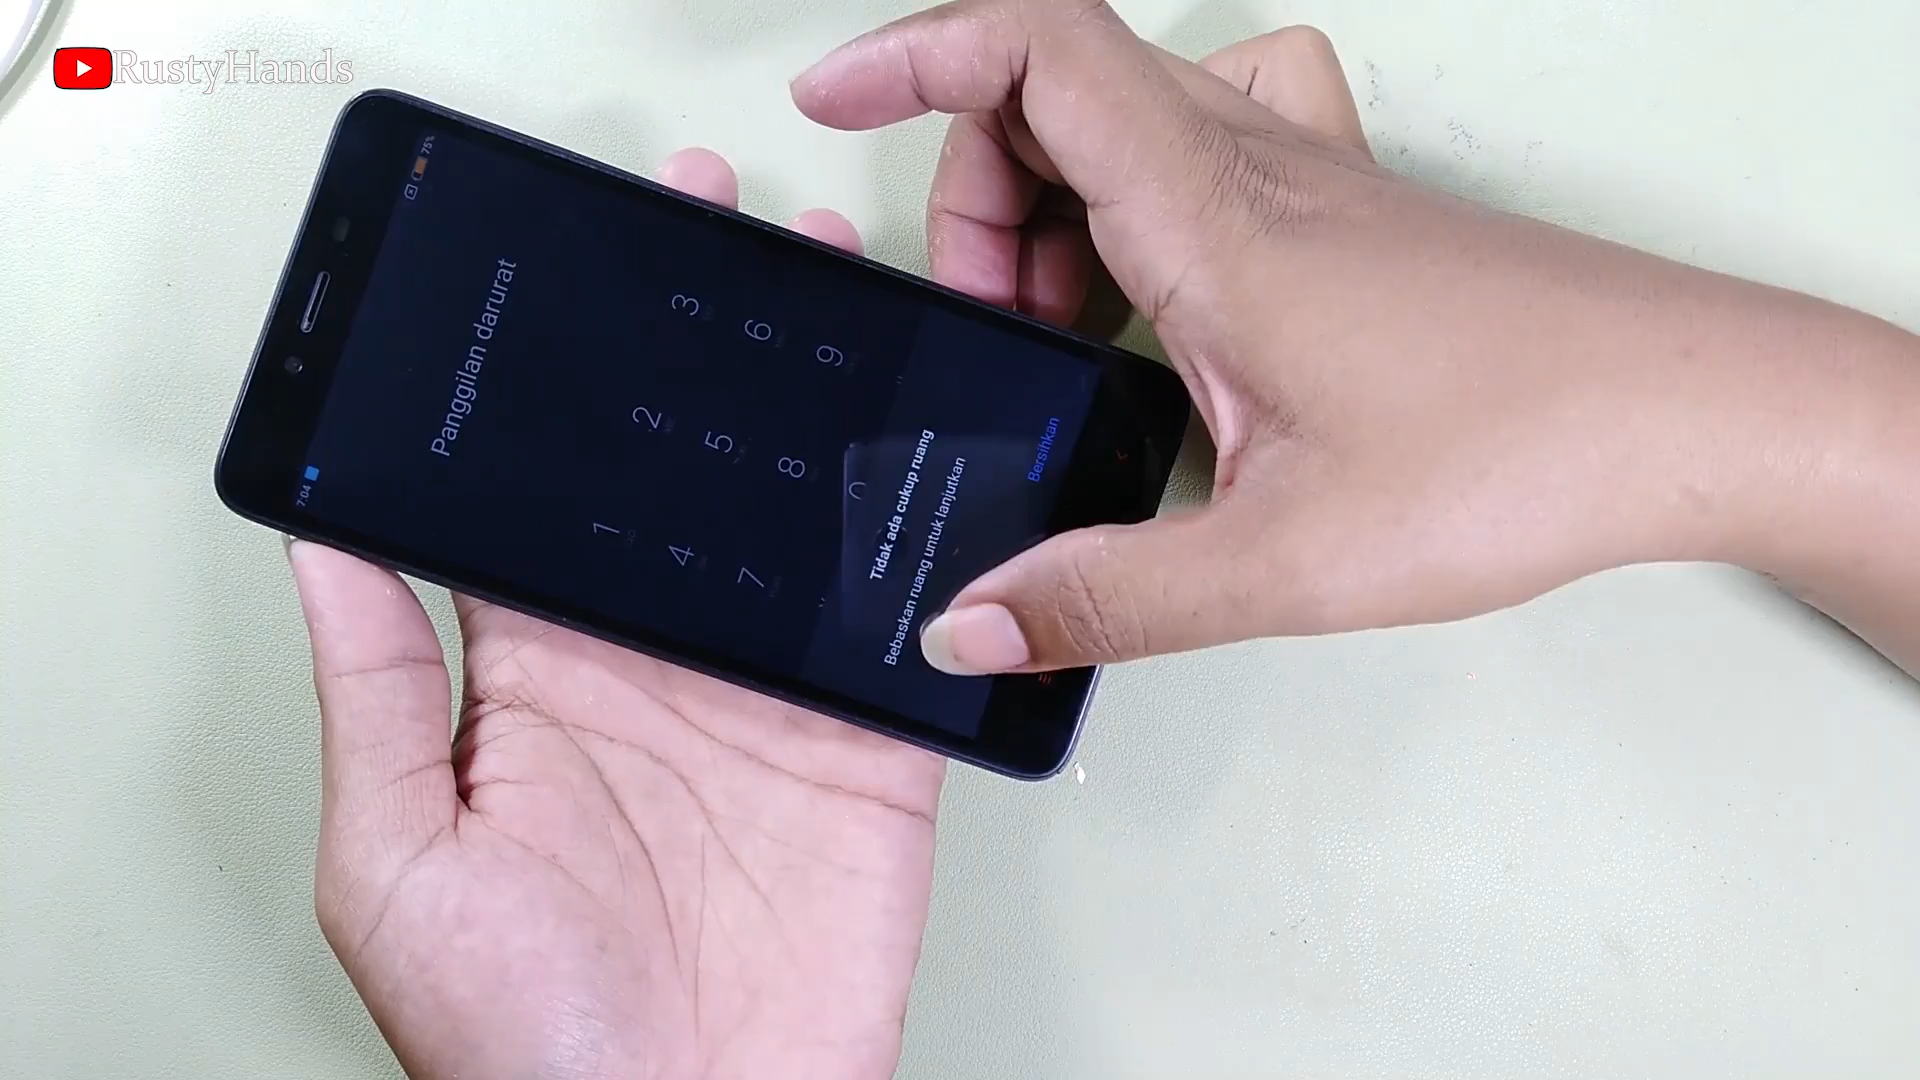 RustyHands
7:04
75%
Panggilan darurat
1 2 3
4 5 6
7 8 9
Tidak ada cukup ruang
Bebaskan ruang untuk lanjutkan
Bersihkan